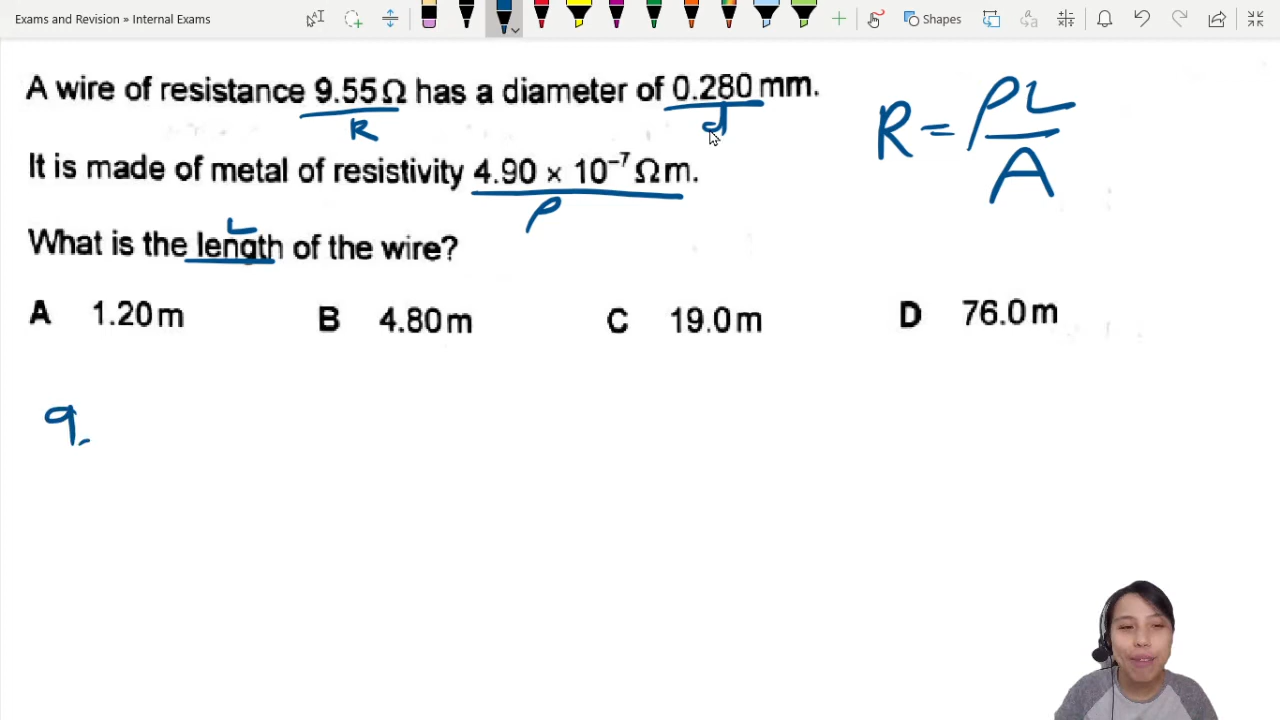 Exams and Revision » Internal Exams
Shapes
A wire of resistance 9.55 Ω has a diameter of 0.280 mm.
R d
It is made of metal of resistivity 4.90 × 10⁻⁷ Ω m.
ρ
L
What is the length of the wire?
R = ρL / A
A 1.20 m B 4.80 m C 19.0 m D 76.0 m
9.